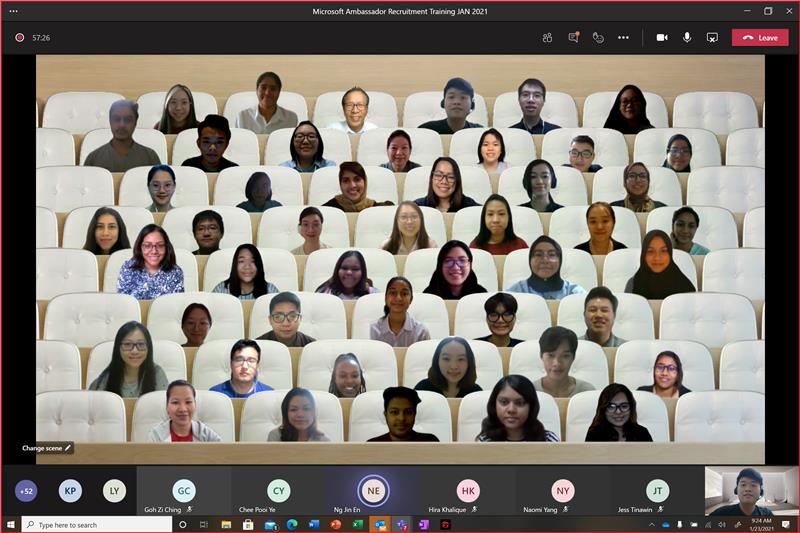 Microsoft Ambassador Recruitment Training JAN 2021
57:26
Leave
Change scene
+52
KP
LY
GC
CY
NE
HK
NY
JT
Goh Zi Ching
Chee Pooi Ye
Ng Jin En
Hira Khalique
Naomi Yang
Jess Tinawin
Type here to search
9:24 AM
1/23/2021